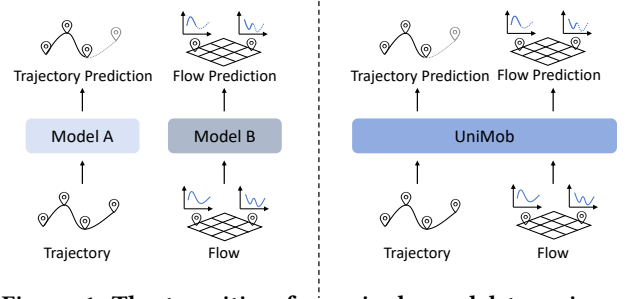 Trajectory Prediction Flow Prediction Trajectory Prediction Flow Prediction
Model A Model B UniMob
Trajectory Flow Trajectory Flow